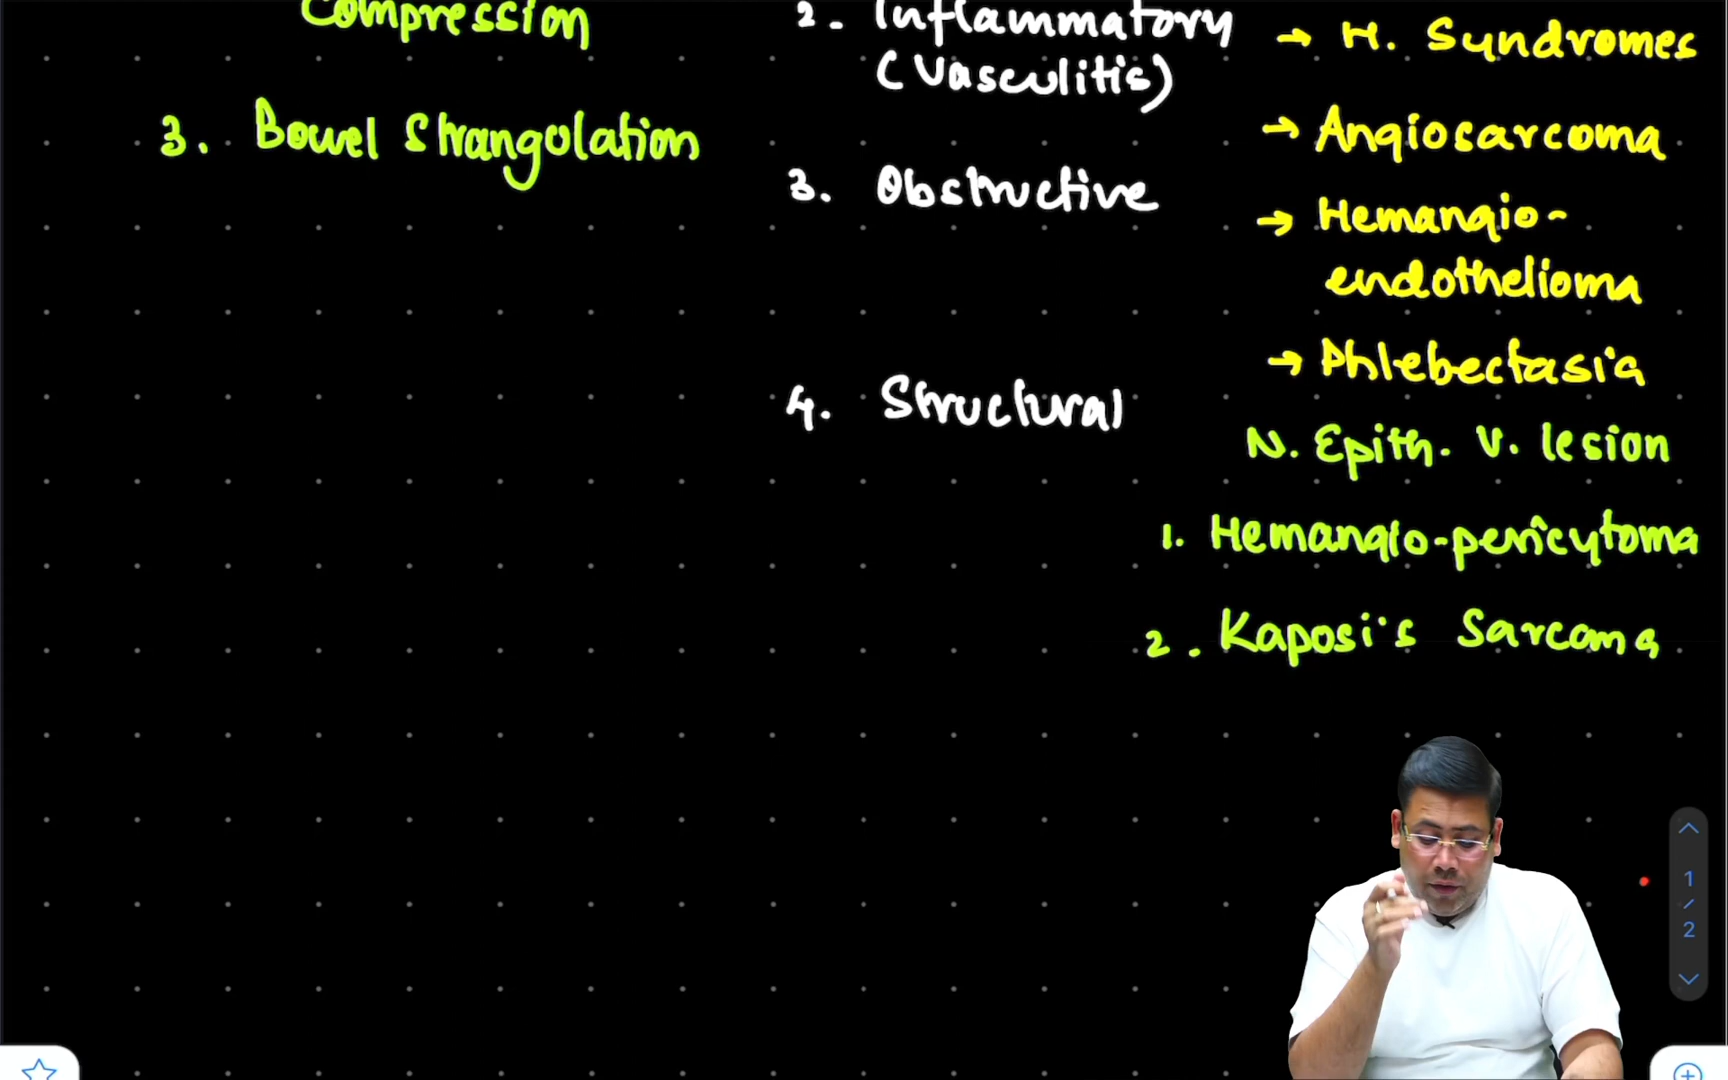 Compression
3. Bowel Strangulation
2. Inflammatory
(Vasculitis)
3. Obstructive
4. Structural
→ H. Syndromes
→ Angiosarcoma
→ Hemangio-
endothelioma
→ Phlebectasia
N. Epith. V. lesion
1. Hemangio-pericytoma
2. Kaposi's Sarcoma
1
/
2